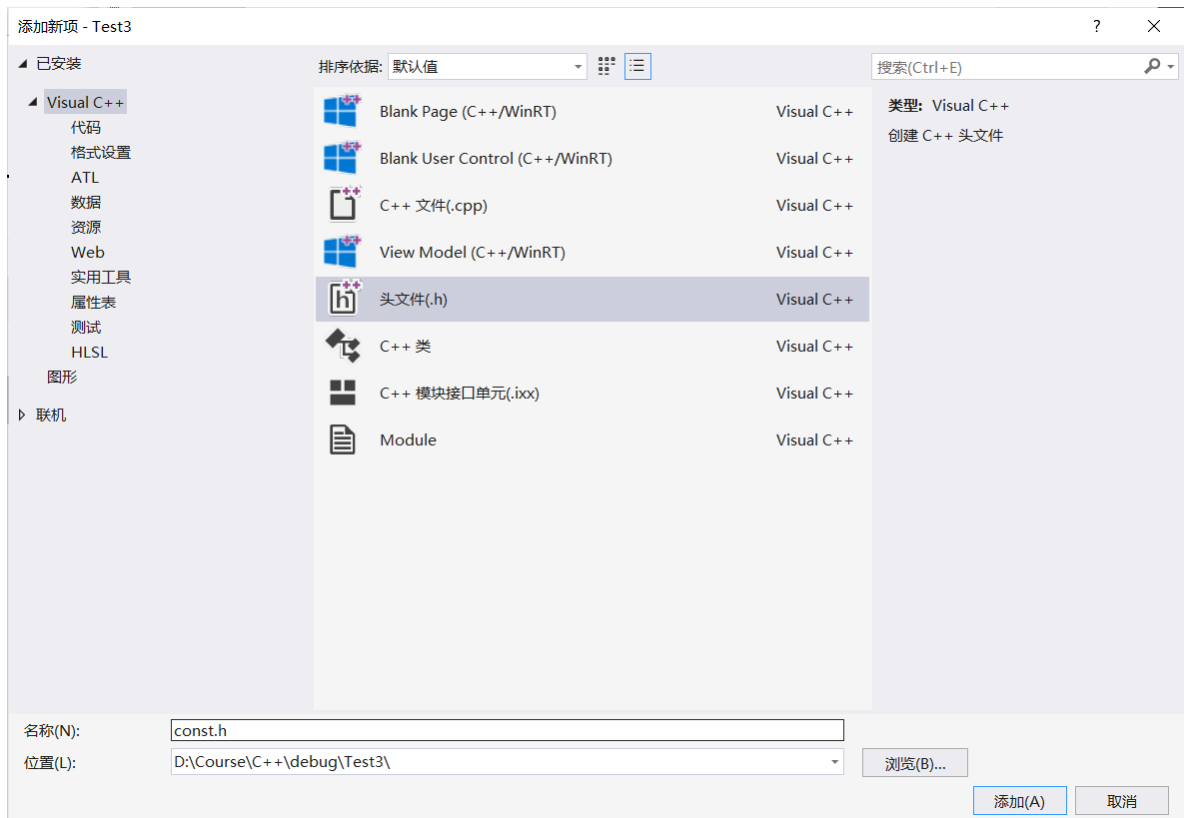 添加新项 - Test3
?
已安装
Visual C++
代码
格式设置
ATL
数据
资源
Web
实用工具
属性表
测试
HLSL
图形
联机
排序依据: 默认值
Blank Page (C++/WinRT) Visual C++
Blank User Control (C++/WinRT) Visual C++
C++ 文件(.cpp) Visual C++
View Model (C++/WinRT) Visual C++
头文件(.h) Visual C++
C++ 类 Visual C++
C++ 模块接口单元(.ixx) Visual C++
Module Visual C++
搜索(Ctrl+E)
类型: Visual C++
创建 C++ 头文件
名称(N): const.h
位置(L): D:\Course\C++\debug\Test3\
浏览(B)...
添加(A) 取消